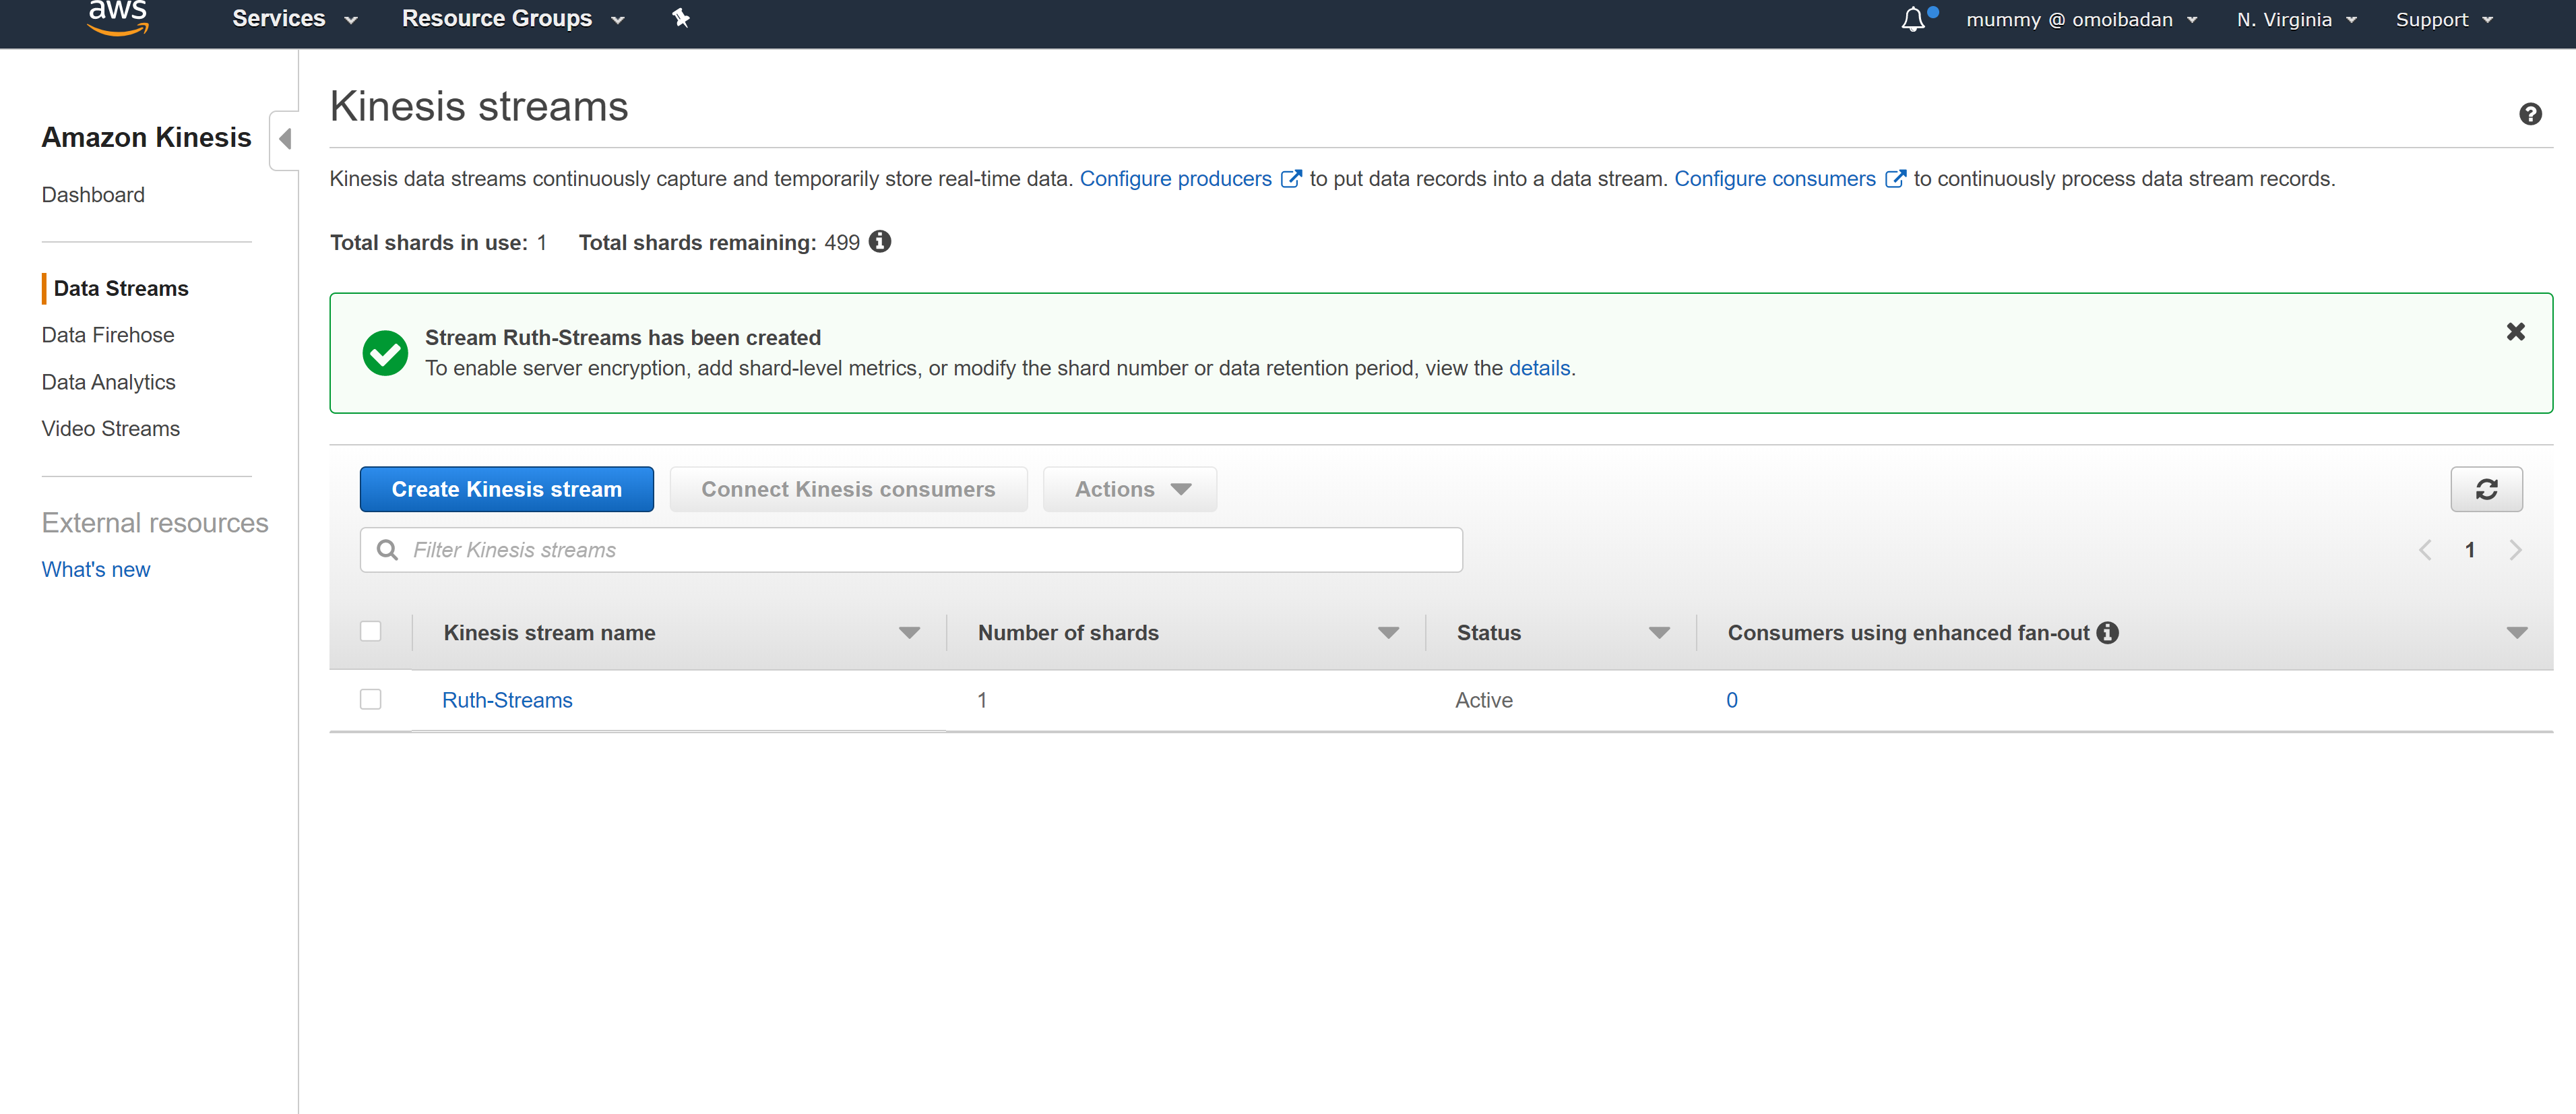 aws
Services
Resource Groups
mummy @ omoibadan
N. Virginia
Support
Amazon Kinesis
Dashboard
Data Streams
Data Firehose
Data Analytics
Video Streams
External resources
What's new
Kinesis streams
Kinesis data streams continuously capture and temporarily store real-time data. Configure producers to put data records into a data stream. Configure consumers to continuously process data stream records.
Total shards in use: 1 Total shards remaining: 499
Stream Ruth-Streams has been created
To enable server encryption, add shard-level metrics, or modify the shard number or data retention period, view the details.
Create Kinesis stream
Connect Kinesis consumers
Actions
Filter Kinesis streams
1
Kinesis stream name Number of shards Status Consumers using enhanced fan-out
Ruth-Streams 1 Active 0